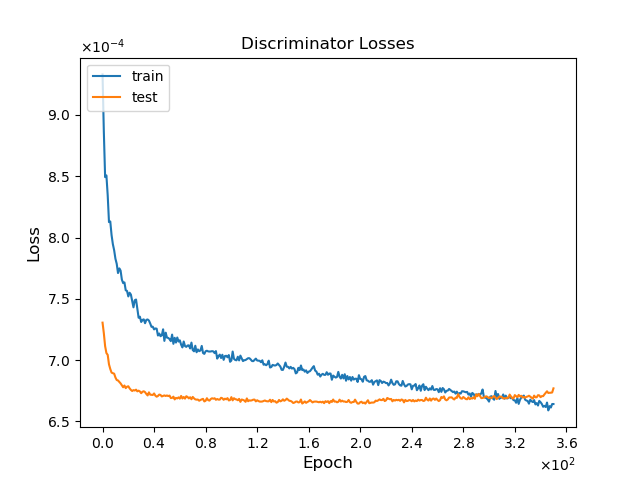 Discriminator Losses
×10⁻⁴
train
test
9.0
8.5
8.0
7.5
7.0
6.5
Loss
0.0 0.4 0.8 1.2 1.6 2.0 2.4 2.8 3.2 3.6
Epoch
×10²